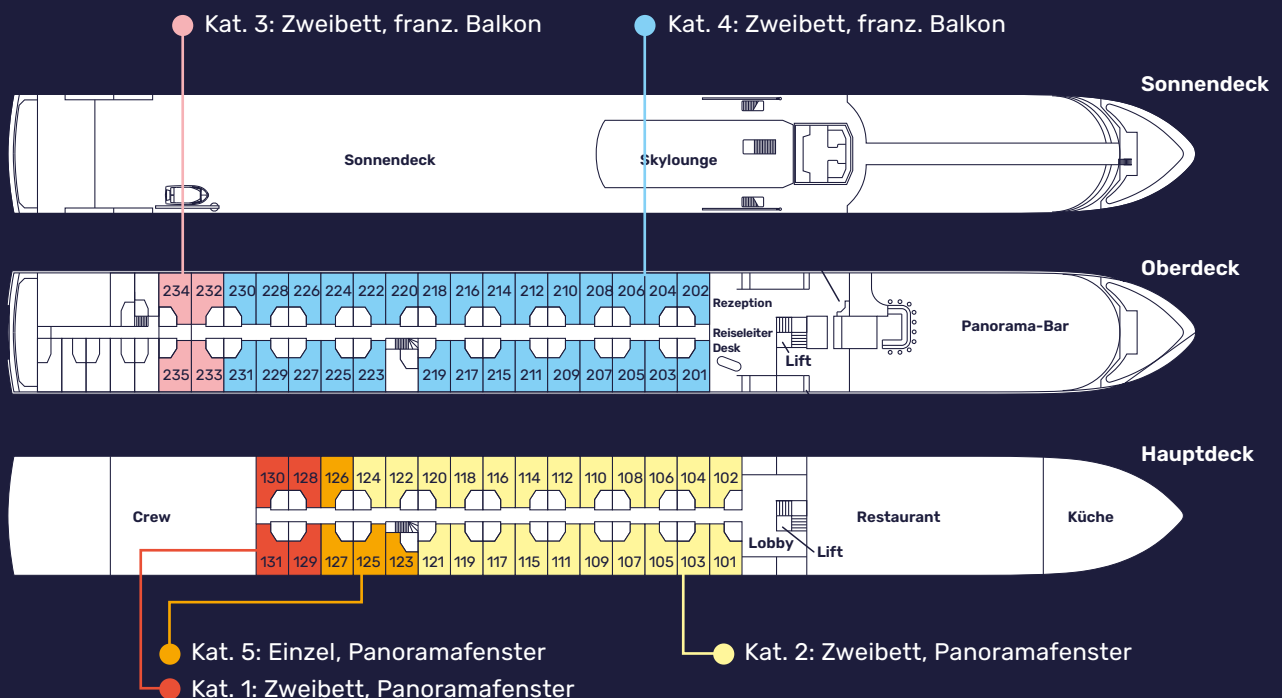 Kat. 3: Zweibett, franz. Balkon
Kat. 4: Zweibett, franz. Balkon
Sonnendeck
Sonnendeck
Skylounge
Oberdeck
234 232 230 228 226 224 222 220 218 216 214 212 210 208 206 204 202
Rezeption
Reiseleiter
Desk
Lift
Panorama-Bar
235 233 231 229 227 225 223 219 217 215 211 209 207 205 203 201
Hauptdeck
130 128 126 124 122 120 118 116 114 112 110 108 106 104 102
Crew
Restaurant
Küche
Lobby
Lift
131 129 127 125 123 121 119 117 115 111 109 107 105 103 101
Kat. 5: Einzel, Panoramafenster
Kat. 2: Zweibett, Panoramafenster
Kat. 1: Zweibett, Panoramafenster